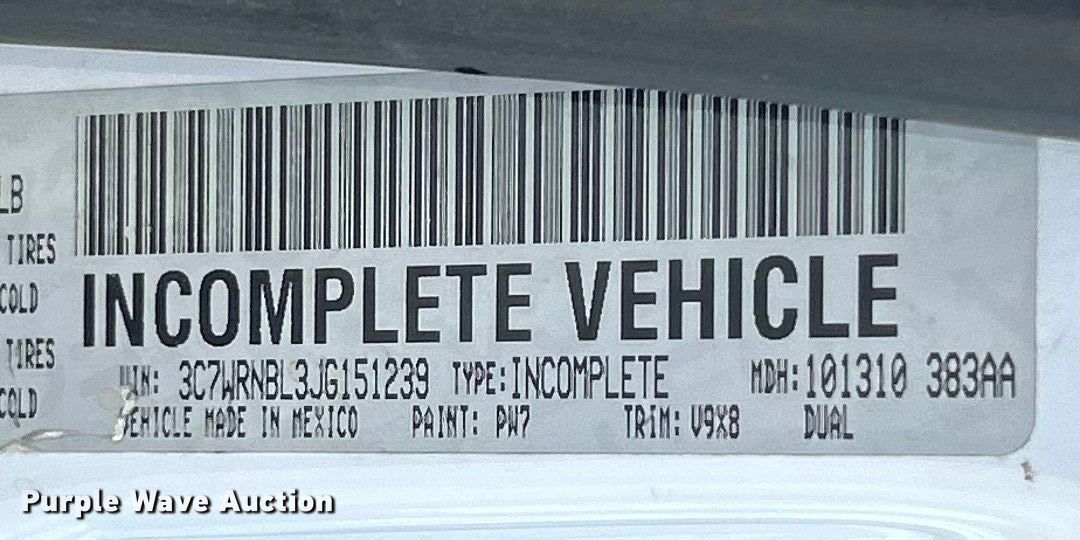 LB
TIRES
COLD
TIRES
COLD
INCOMPLETE VEHICLE
VIN: 3C7WRNBL3JG151239 TYPE:INCOMPLETE MDH:101310 383AA
VEHICLE MADE IN MEXICO PAINT: PW7 TRIM: V9X8 DUAL
Purple Wave Auction